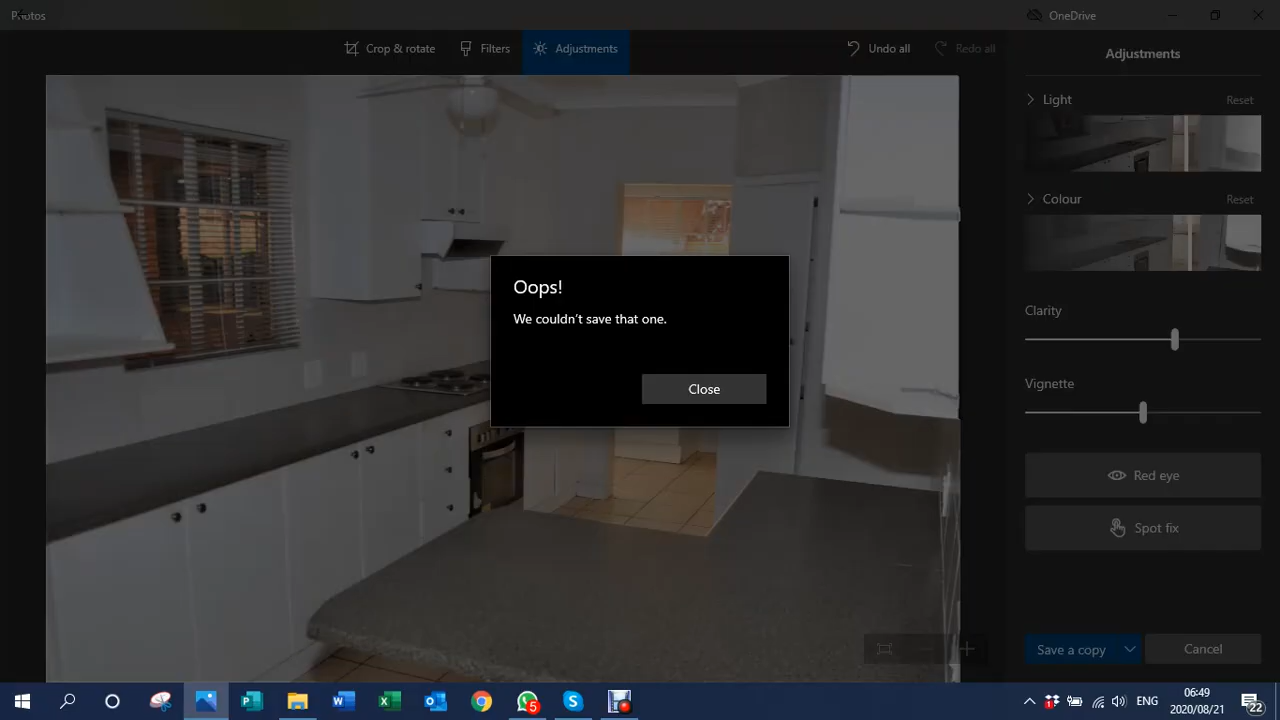 Photos
OneDrive
Crop & rotate
Filters
Adjustments
Undo all
Redo all
Adjustments
Light
Reset
Colour
Reset
Clarity
Vignette
Red eye
Spot fix
Save a copy
Cancel
Oops!
We couldn't save that one.
Close
5
ENG
06:49
2020/08/21
22